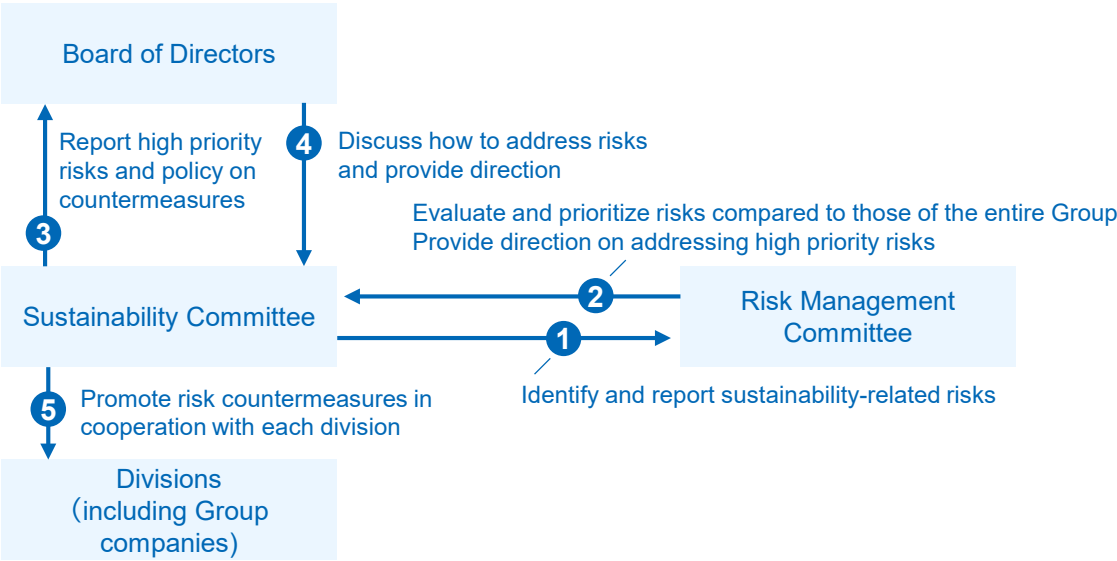 Board of Directors
Report high priority
risks and policy on
countermeasures
3
4
Discuss how to address risks
and provide direction
Evaluate and prioritize risks compared to those of the entire Group
Provide direction on addressing high priority risks
Sustainability Committee
2
1
Risk Management
Committee
Identify and report sustainability-related risks
5
Promote risk countermeasures in
cooperation with each division
Divisions
（including Group
companies)